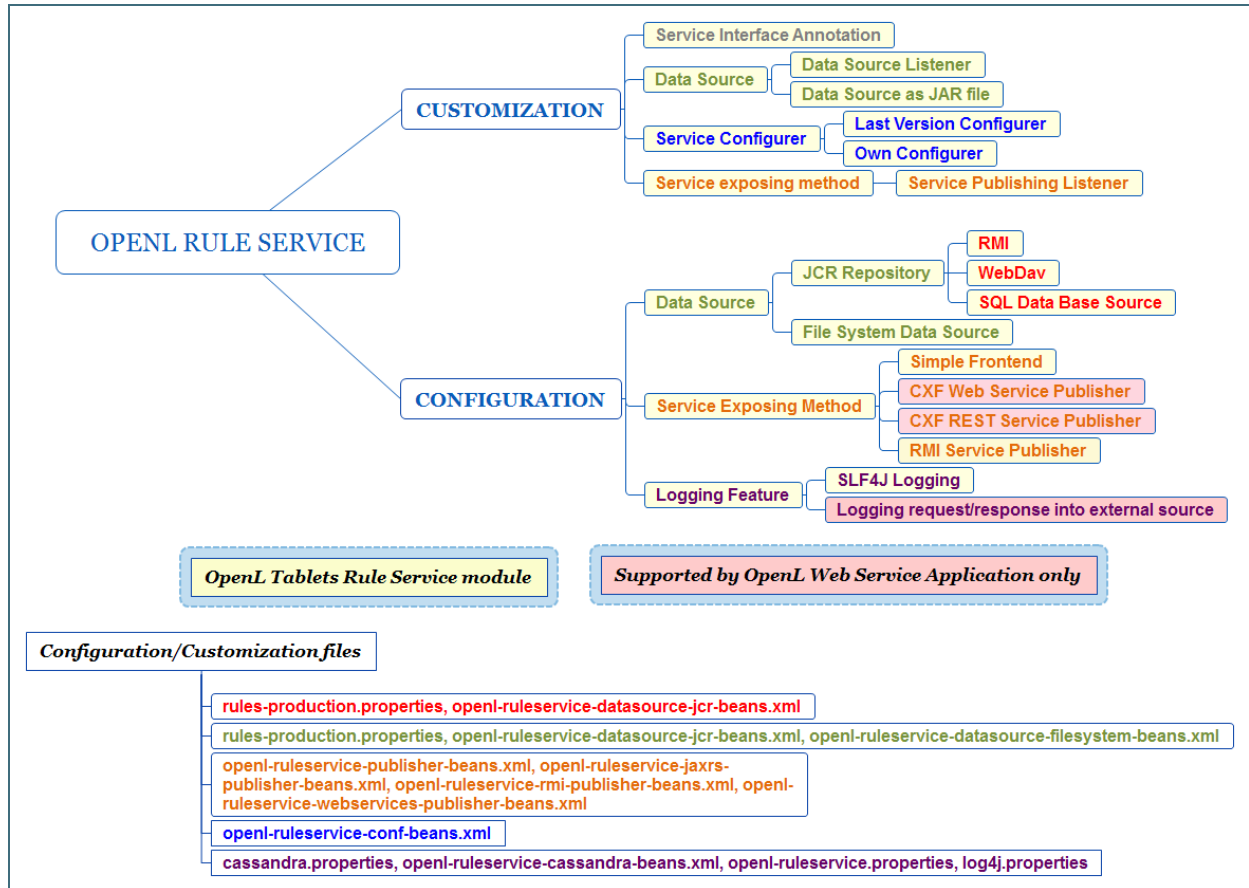 OPENL RULE SERVICE
CUSTOMIZATION
Service Interface Annotation
Data Source
Data Source Listener
Data Source as JAR file
Service Configurer
Last Version Configurer
Own Configurer
Service exposing method
Service Publishing Listener
CONFIGURATION
Data Source
JCR Repository
RMI
WebDav
SQL Data Base Source
File System Data Source
Service Exposing Method
Simple Frontend
CXF Web Service Publisher
CXF REST Service Publisher
RMI Service Publisher
Logging Feature
SLF4J Logging
Logging request/response into external source
OpenL Tablets Rule Service module
Supported by OpenL Web Service Application only
Configuration/Customization files
rules-production.properties, openl-ruleservice-datasource-jcr-beans.xml
rules-production.properties, openl-ruleservice-datasource-jcr-beans.xml, openl-ruleservice-datasource-filesystem-beans.xml
openl-ruleservice-publisher-beans.xml, openl-ruleservice-jaxrs-
publisher-beans.xml, openl-ruleservice-rmi-publisher-beans.xml, openl-
ruleservice-webservices-publisher-beans.xml
openl-ruleservice-conf-beans.xml
cassandra.properties, openl-ruleservice-cassandra-beans.xml, openl-ruleservice.properties, log4j.properties